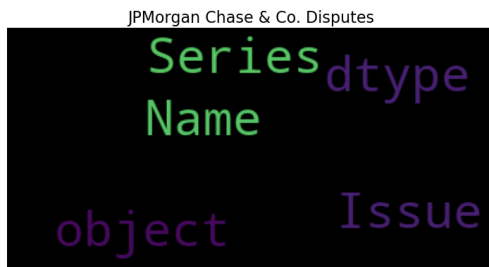 JPMorgan Chase & Co. Disputes
Series
dtype
Name
Issue
object